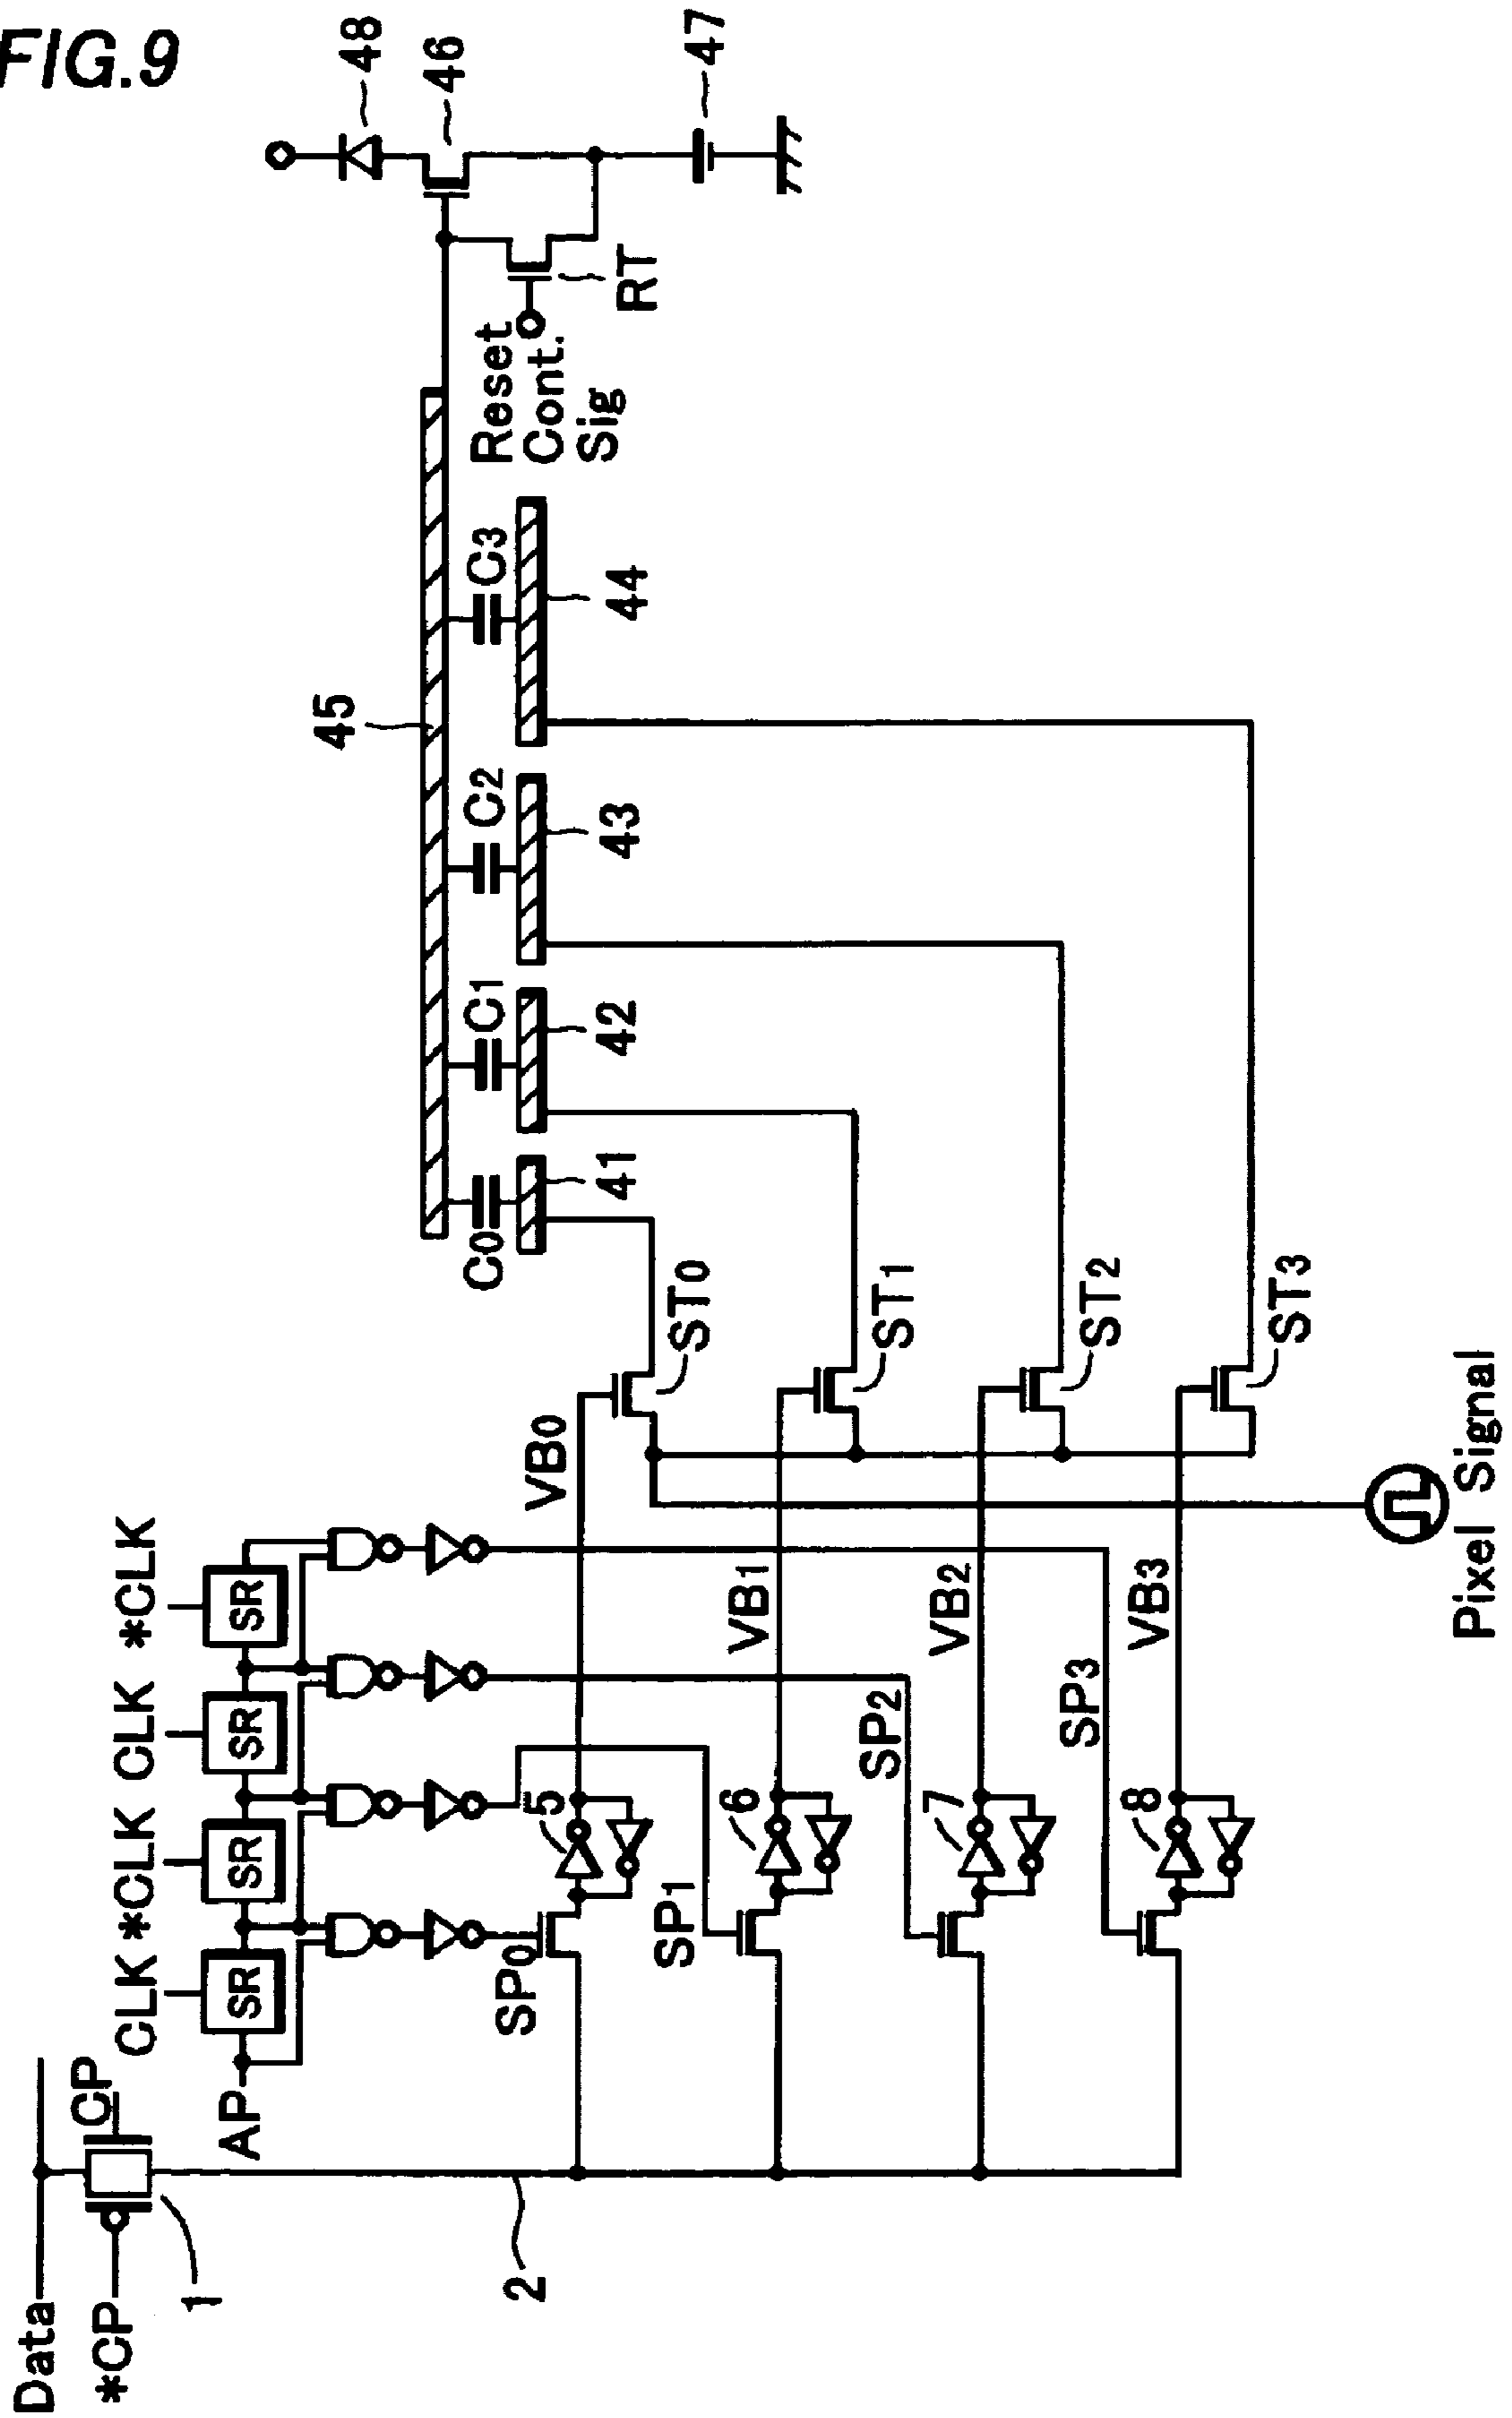 FIG.9
48
46
47
RT
Reset
Cont.
Sig
45
C3
44
C2
43
C1
42
C0
41
ST0
ST1
ST2
ST3
VB0
VB1
VB2
VB3
Pixel Signal
*CLK
CLK
*CLK
CLK
SR
SR
SR
SR
SP0
SP1
SP2
SP3
5
6
7
8
AP
CP
*CP
Data
1
2